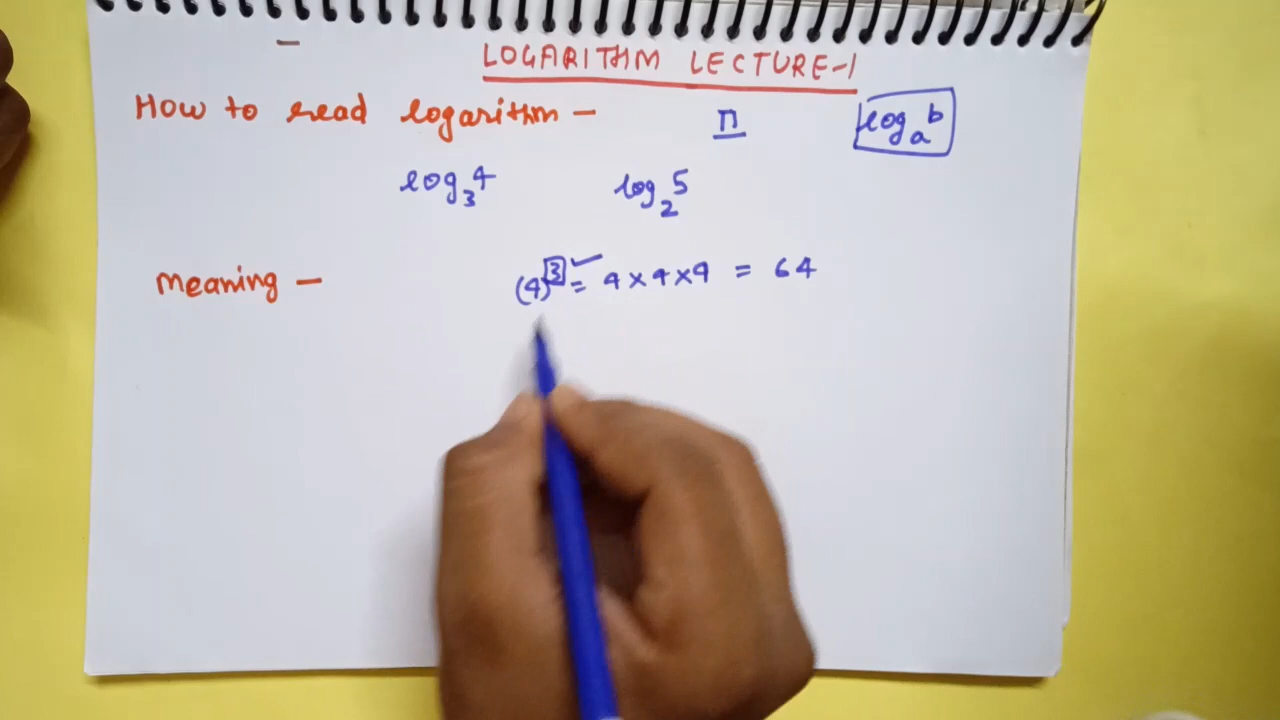 LOGARITHM LECTURE-1
How to read logarithm - n log_a b
log_3 4 log_2 5
Meaning - (4)^3 = 4 × 4 × 4 = 64